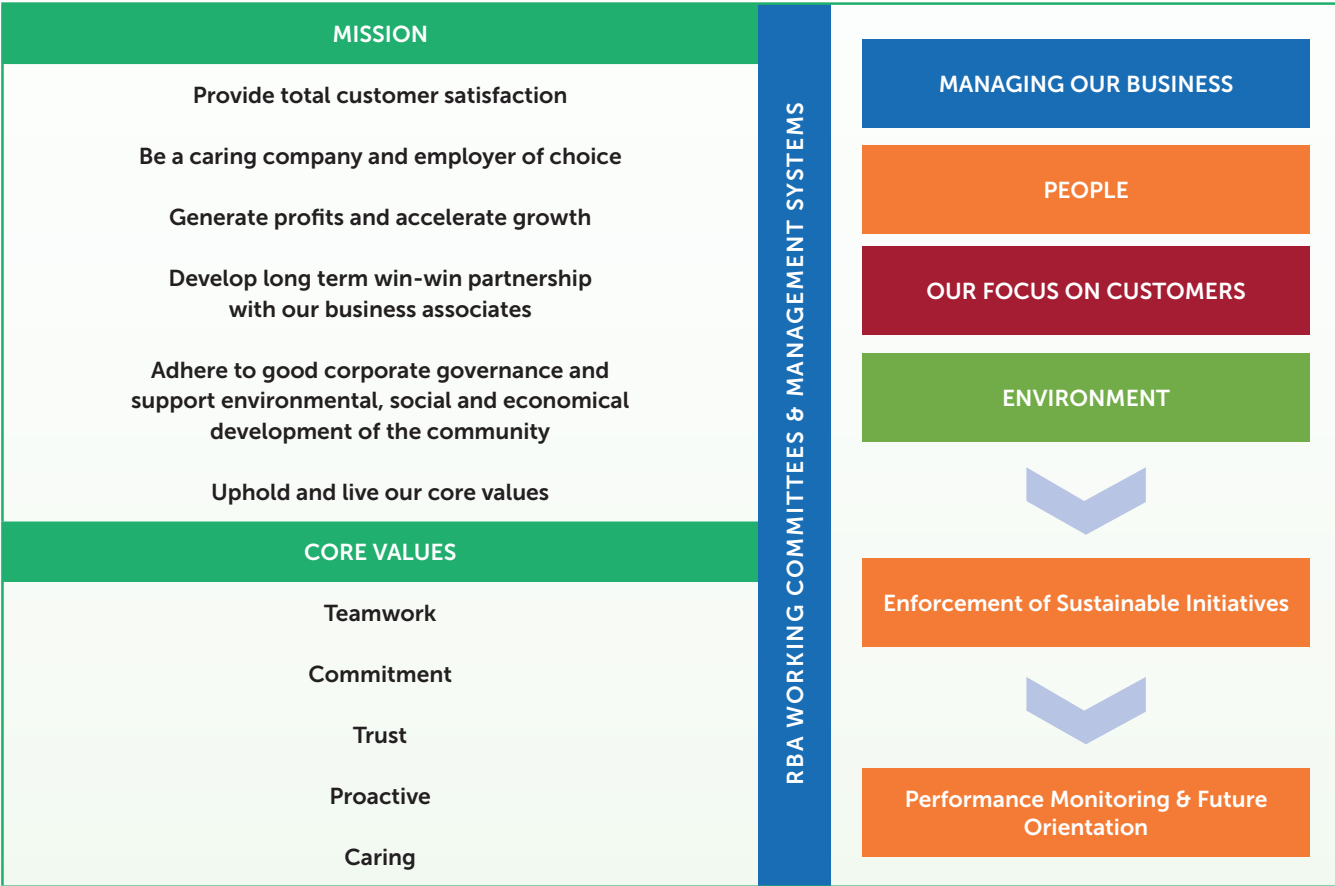 MISSION
Provide total customer satisfaction
Be a caring company and employer of choice
Generate profits and accelerate growth
Develop long term win-win partnership
with our business associates
Adhere to good corporate governance and
support environmental, social and economical
development of the community
Uphold and live our core values
CORE VALUES
Teamwork
Commitment
Trust
Proactive
Caring
RBA WORKING COMMITTEES & MANAGEMENT SYSTEMS
MANAGING OUR BUSINESS
PEOPLE
OUR FOCUS ON CUSTOMERS
ENVIRONMENT
Enforcement of Sustainable Initiatives
Performance Monitoring & Future
Orientation